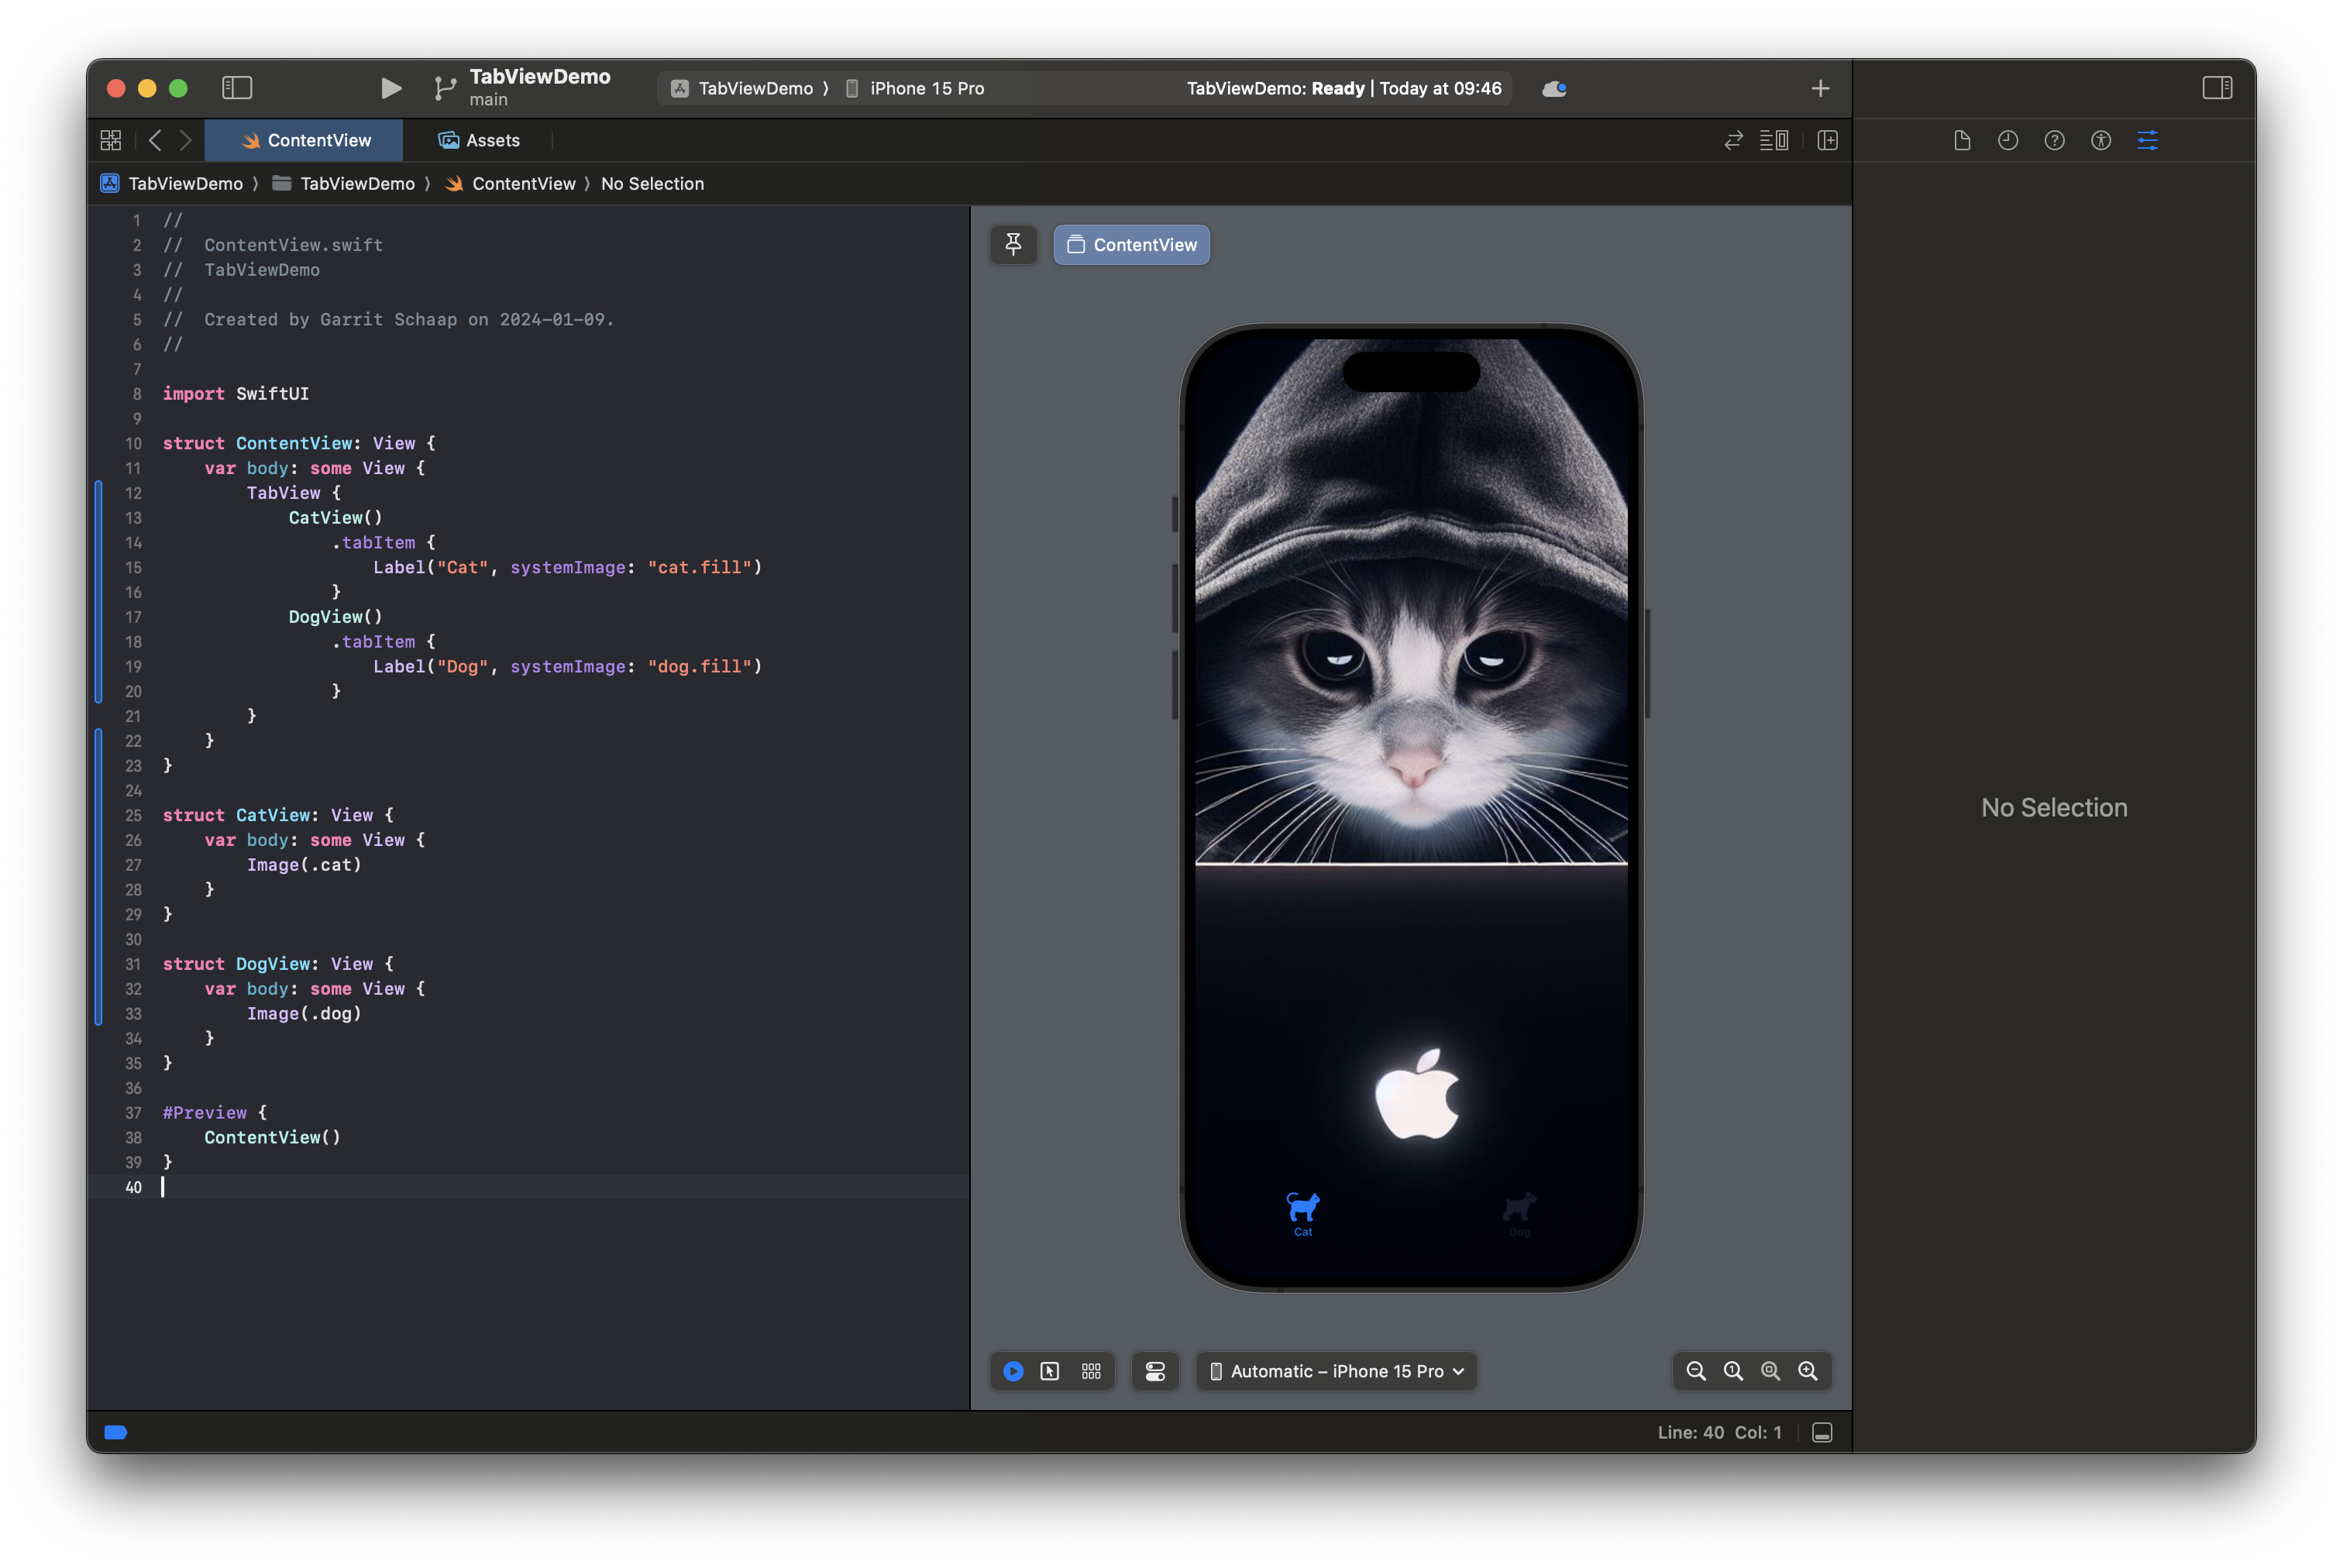 TabViewDemo
main
TabViewDemo ⟩ iPhone 15 Pro
TabViewDemo: Ready | Today at 09:46
ContentView
Assets
TabViewDemo ⟩ TabViewDemo ⟩ ContentView ⟩ No Selection
1 //
2 //  ContentView.swift
3 //  TabViewDemo
4 //
5 //  Created by Garrit Schaap on 2024-01-09.
6 //
7
8 import SwiftUI
9
10 struct ContentView: View {
11     var body: some View {
12         TabView {
13             CatView()
14                 .tabItem {
15                     Label("Cat", systemImage: "cat.fill")
16                 }
17             DogView()
18                 .tabItem {
19                     Label("Dog", systemImage: "dog.fill")
20                 }
21         }
22     }
23 }
24
25 struct CatView: View {
26     var body: some View {
27         Image(.cat)
28     }
29 }
30
31 struct DogView: View {
32     var body: some View {
33         Image(.dog)
34     }
35 }
36
37 #Preview {
38     ContentView()
39 }
40
ContentView
Cat
Dog
Automatic – iPhone 15 Pro
No Selection
Line: 40 Col: 1